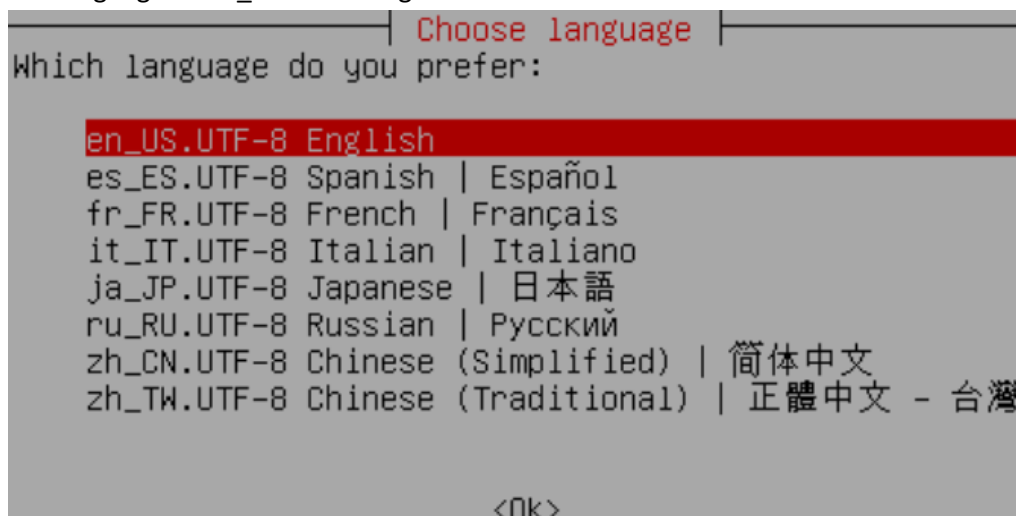 Choose language
Which language do you prefer:
en_US.UTF-8 English
es_ES.UTF-8 Spanish | Español
fr_FR.UTF-8 French | Français
it_IT.UTF-8 Italian | Italiano
ja_JP.UTF-8 Japanese | 日本語
ru_RU.UTF-8 Russian | Русский
zh_CN.UTF-8 Chinese (Simplified) | 简体中文
zh_TW.UTF-8 Chinese (Traditional) | 正體中文 - 台灣
<Ok>